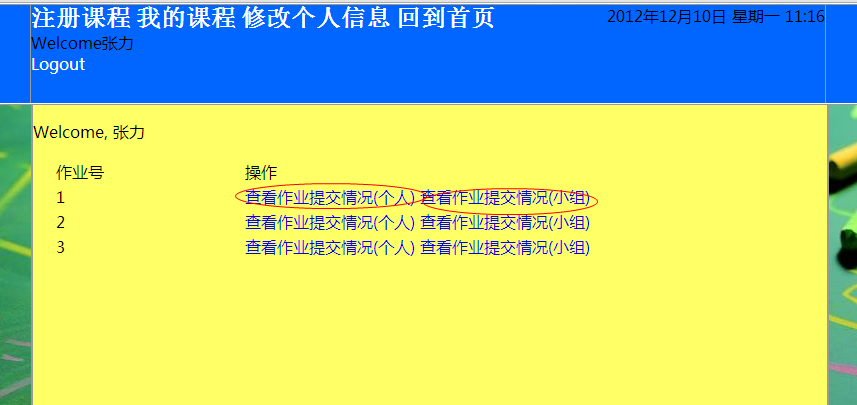 注册课程 我的课程 修改个人信息 回到首页 2012年12月10日 星期一 11:16
Welcome张力
Logout
Welcome, 张力
作业号 操作
1 查看作业提交情况(个人) 查看作业提交情况(小组)
2 查看作业提交情况(个人) 查看作业提交情况(小组)
3 查看作业提交情况(个人) 查看作业提交情况(小组)